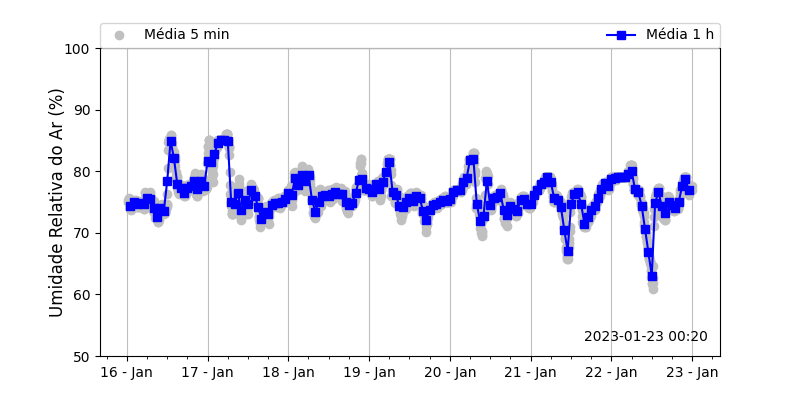 Média 5 min
Média 1 h
Umidade Relativa do Ar (%)
100
90
80
70
60
50
2023-01-23 00:20
16 - Jan
17 - Jan
18 - Jan
19 - Jan
20 - Jan
21 - Jan
22 - Jan
23 - Jan